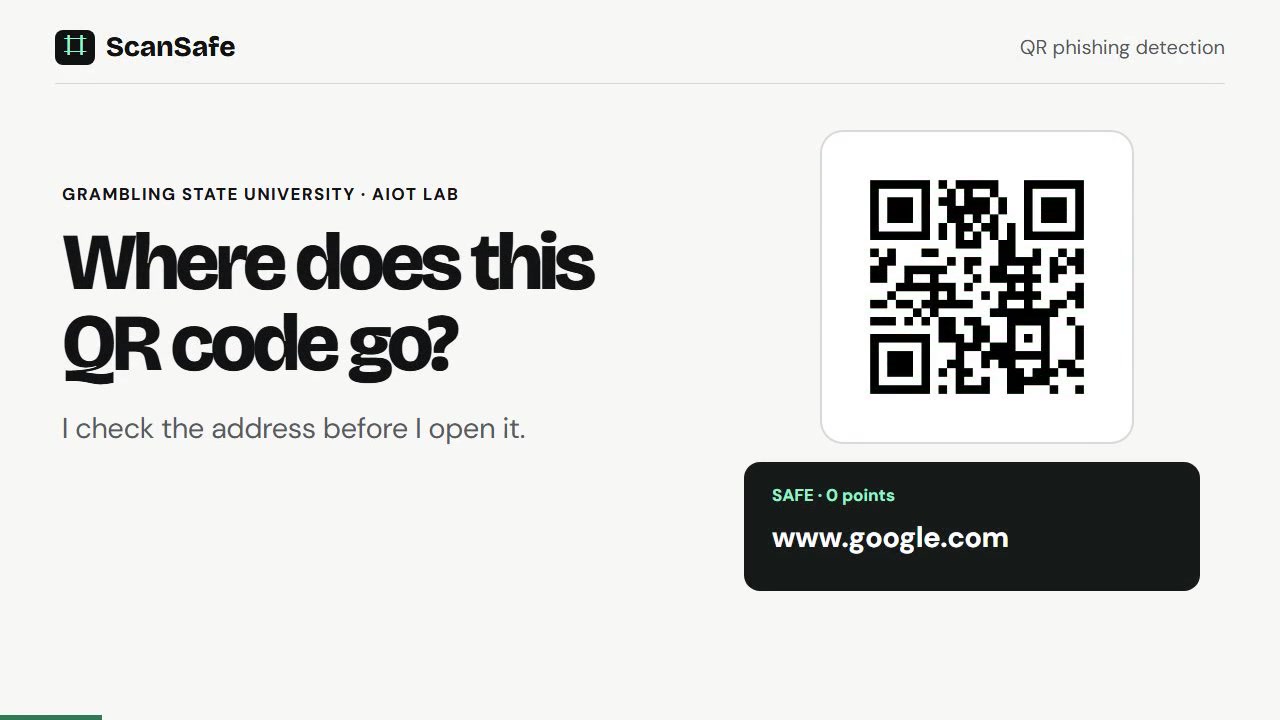 ScanSafe
QR phishing detection
GRAMBLING STATE UNIVERSITY · AIOT LAB
Where does this
QR code go?
I check the address before I open it.
SAFE · 0 points
www.google.com